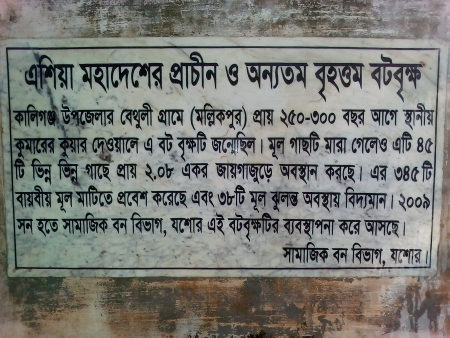 এশিয়া মহাদেশের প্রাচীন ও অন্যতম বৃহত্তম বটবৃক্ষ
কালিগঞ্জ উপজেলার বেথুলী গ্রামে (মল্লিকপুর) প্রায় ২৫০-৩০০ বছর আগে স্থানীয়
কুমারের কুয়ার দেওয়ালে এ বট বৃক্ষটি জন্মেছিল। মূল গাছটি মারা গেলেও এটি ৪৫
টি ভিন্ন ভিন্ন গাছে প্রায় ২.০৮ একর জায়গাজুড়ে অবস্থান করছে। এর ৩৪৫ টি
বায়বীয় মূল মাটিতে প্রবেশ করেছে এবং ৩৮টি মূল ঝুলন্ত অবস্থায় বিদ্যমান। ২০০৯
সন হতে সামাজিক বন বিভাগ, যশোর এই বটবৃক্ষটির ব্যবস্থাপনা করে আসছে।
সামাজিক বন বিভাগ, যশোর।